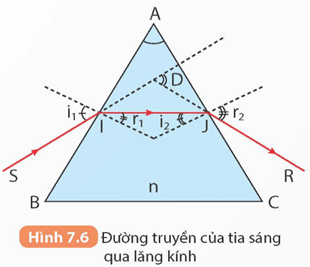 A
D
i₁ I r₁ i₂ J r₂
S R
B n C
Hình 7.6 Đường truyền của tia sáng
qua lăng kính